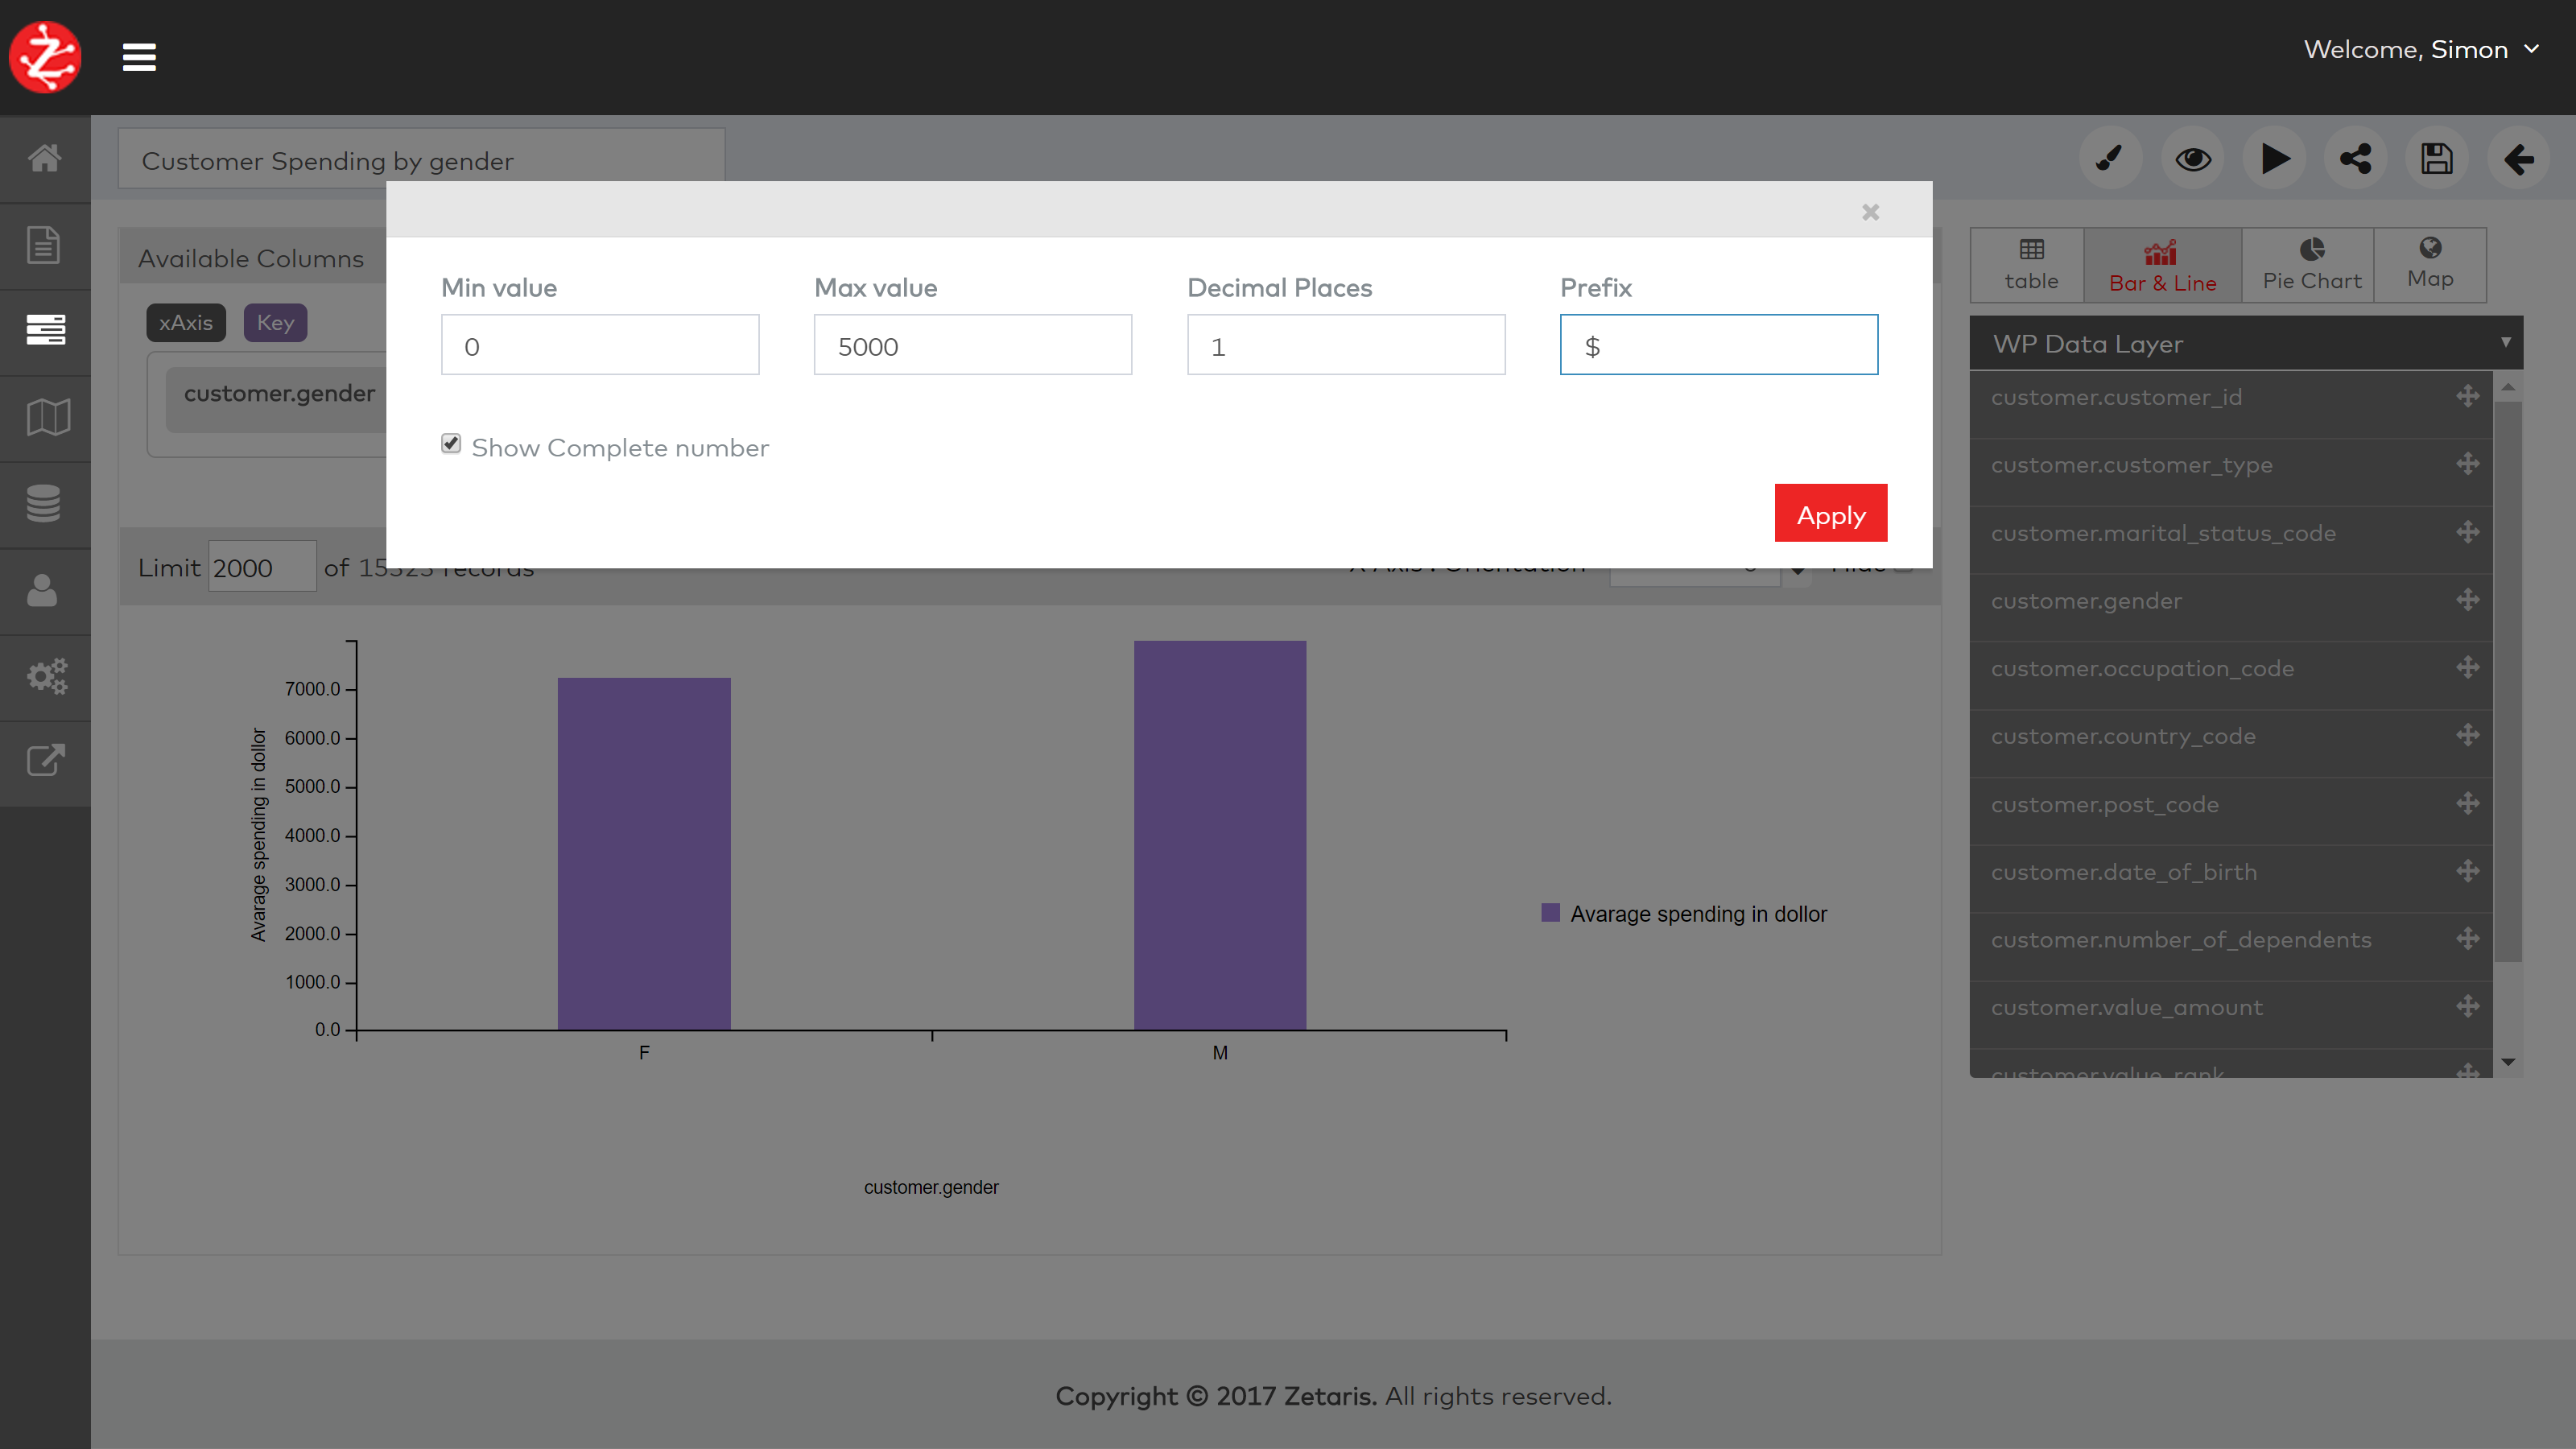 Welcome, Simon
Customer Spending by gender
Available Columns
xAxis Key
customer.gender
Min value Max value Decimal Places Prefix
0 5000 1 $
Show Complete number
Apply
table Bar & Line Pie Chart Map
WP Data Layer
customer.customer_id
customer.customer_type
customer.marital_status_code
customer.gender
customer.occupation_code
customer.country_code
customer.post_code
customer.date_of_birth
customer.number_of_dependents
customer.value_amount
customer.value_rank
Limit 2000 of 15323 records
Orientation
Hide
7000.0
6000.0
5000.0
4000.0
3000.0
2000.0
1000.0
0.0
Avarage spending in dollor
F M
customer.gender
Avarage spending in dollor
Copyright © 2017 Zetaris. All rights reserved.